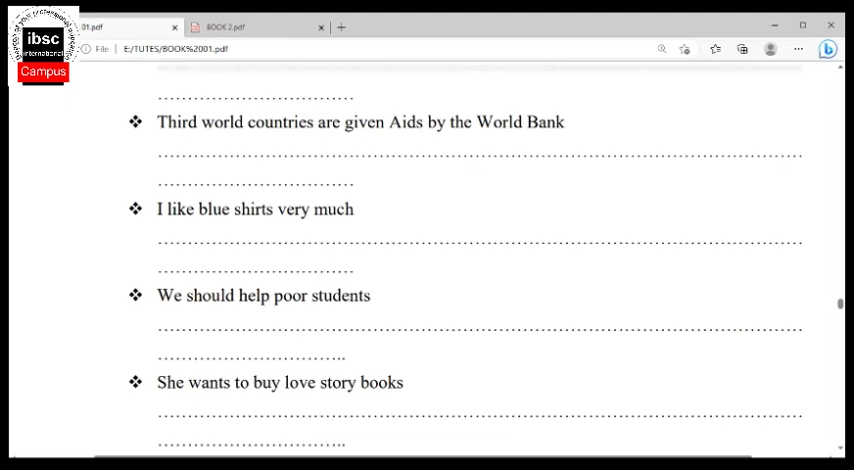 01.pdf
BOOK 2.pdf
File
E:/TUTES/BOOK%2001.pdf
ibsc
international
Campus
................................
Third world countries are given Aids by the World Bank
................................................................................................
................................
I like blue shirts very much
................................................................................................
................................
We should help poor students
................................................................................................
................................
She wants to buy love story books
................................................................................................
................................